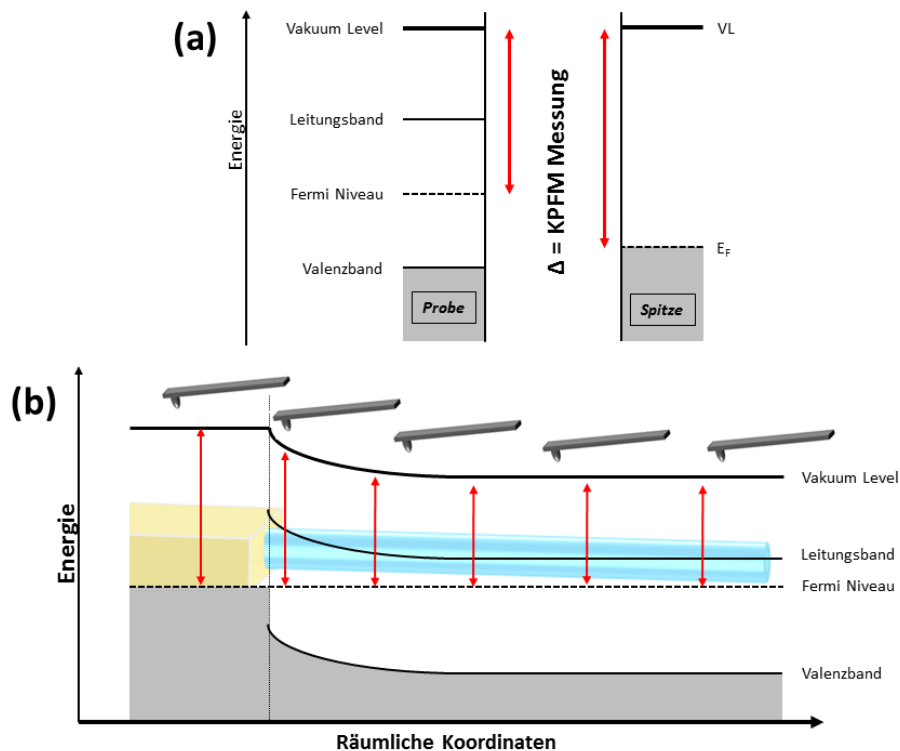 (a)
Energie
Vakuum Level
Leitungsband
Fermi Niveau
Valenzband
Probe
Δ = KPFM Messung
VL
E_F
Spitze
(b)
Energie
Vakuum Level
Leitungsband
Fermi Niveau
Valenzband
Räumliche Koordinaten